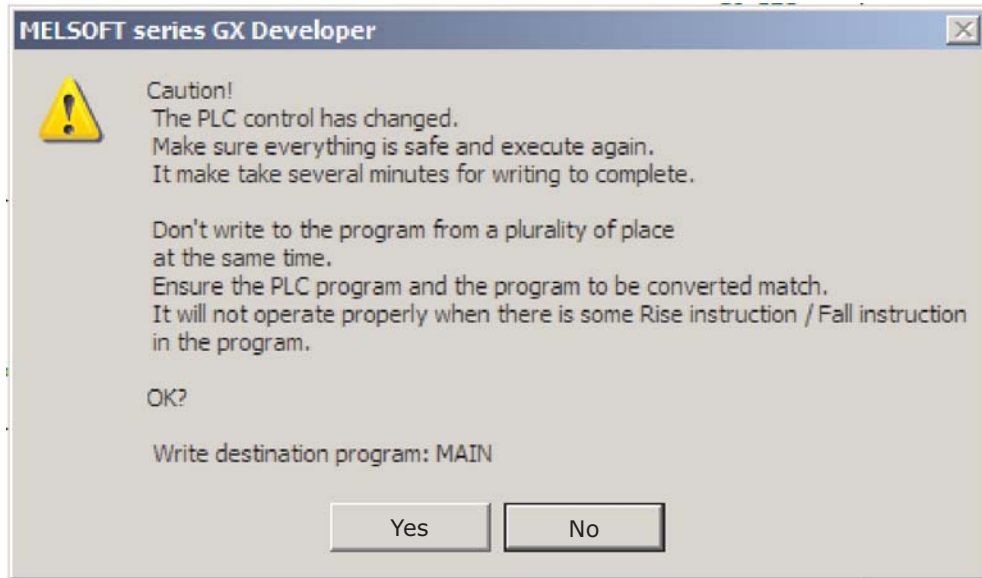 MELSOFT series GX Developer
Caution!
The PLC control has changed.
Make sure everything is safe and execute again.
It make take several minutes for writing to complete.
Don't write to the program from a plurality of place
at the same time.
Ensure the PLC program and the program to be converted match.
It will not operate properly when there is some Rise instruction / Fall instruction
in the program.
OK?
Write destination program: MAIN
Yes
No